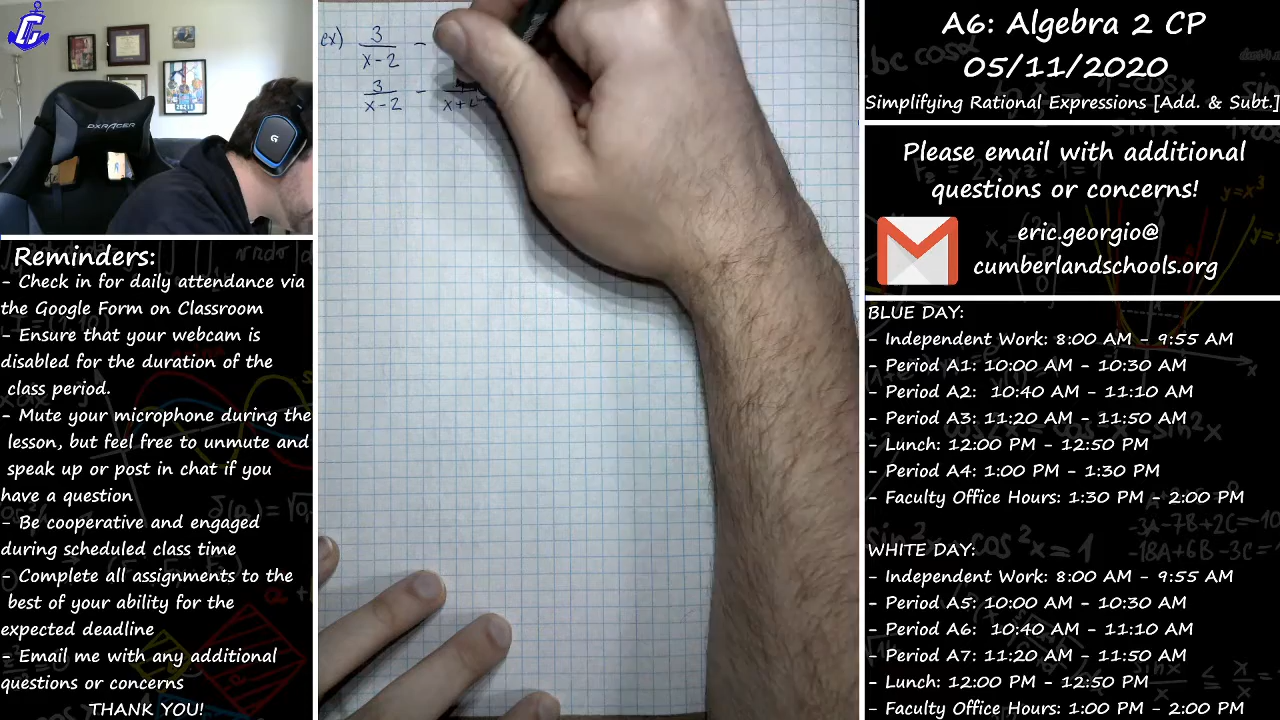 ex) 3/x-2 -
3/x-2 - x+
DXRACER
G
Reminders:
- Check in for daily attendance via
the Google Form on Classroom
- Ensure that your webcam is
disabled for the duration of the
class period.
- Mute your microphone during the
lesson, but feel free to unmute and
speak up or post in chat if you
have a question
- Be cooperative and engaged
during scheduled class time
- Complete all assignments to the
best of your ability for the
expected deadline
- Email me with any additional
questions or concerns
THANK YOU!
A6: Algebra 2 CP
05/11/2020
Simplifying Rational Expressions [Add. & Subt.]
Please email with additional
questions or concerns!
eric.georgio@
cumberlandschools.org
BLUE DAY:
- Independent Work: 8:00 AM - 9:55 AM
- Period A1: 10:00 AM - 10:30 AM
- Period A2: 10:40 AM - 11:10 AM
- Period A3: 11:20 AM - 11:50 AM
- Lunch: 12:00 PM - 12:50 PM
- Period A4: 1:00 PM - 1:30 PM
- Faculty Office Hours: 1:30 PM - 2:00 PM
WHITE DAY:
- Independent Work: 8:00 AM - 9:55 AM
- Period A5: 10:00 AM - 10:30 AM
- Period A6: 10:40 AM - 11:10 AM
- Period A7: 11:20 AM - 11:50 AM
- Lunch: 12:00 PM - 12:50 PM
- Faculty Office Hours: 1:00 PM - 2:00 PM